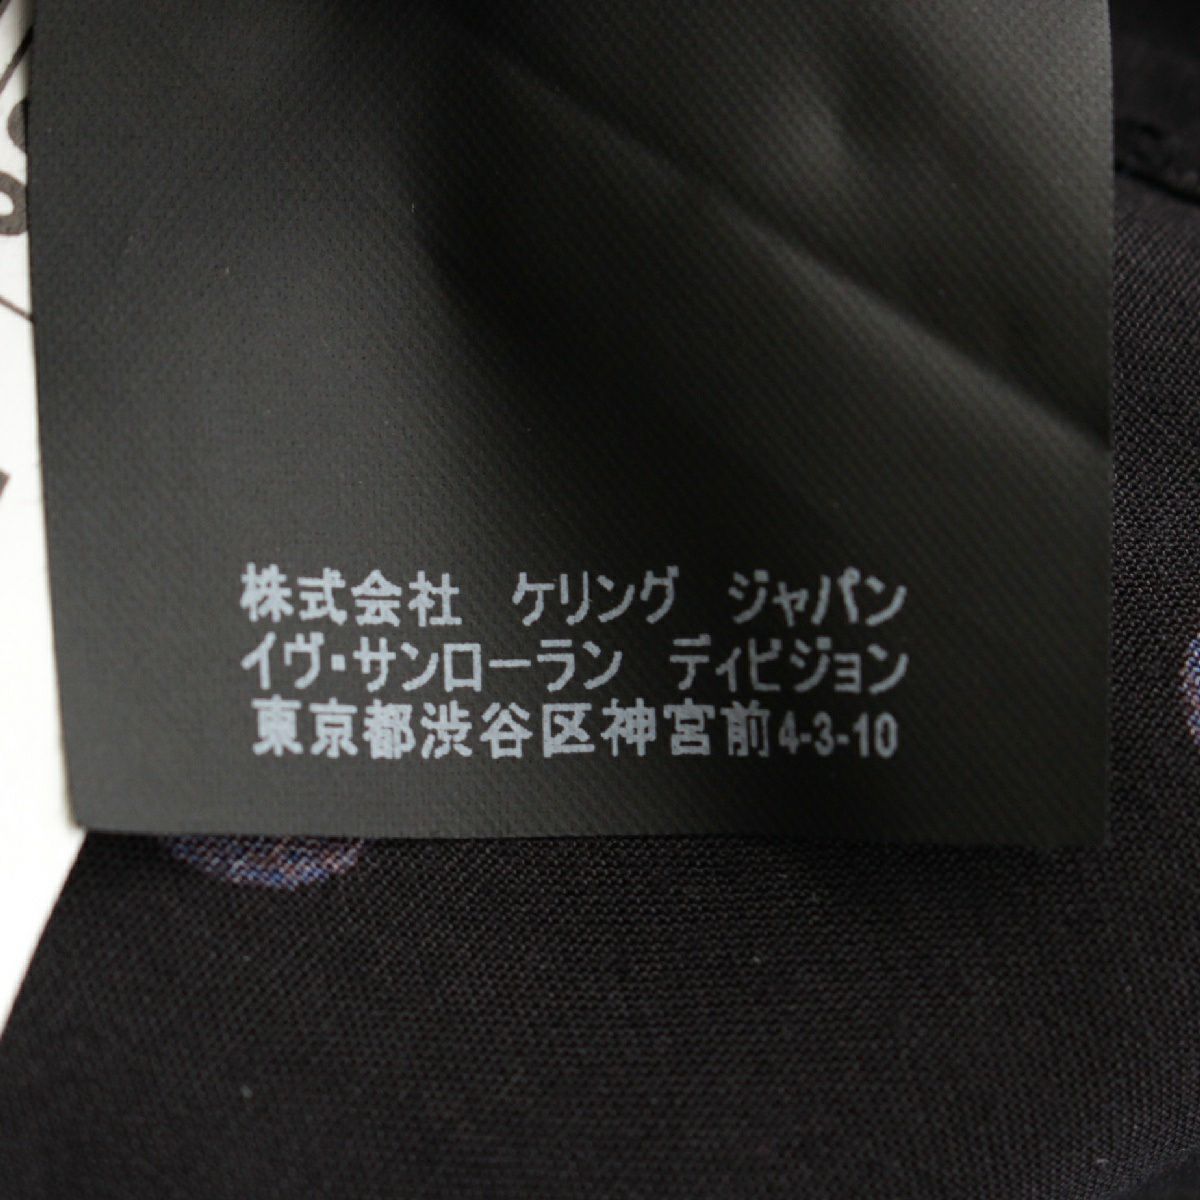 株式会社 ケリング ジャパン
イヴ・サンローラン ディビジョン
東京都渋谷区神宮前4-3-10